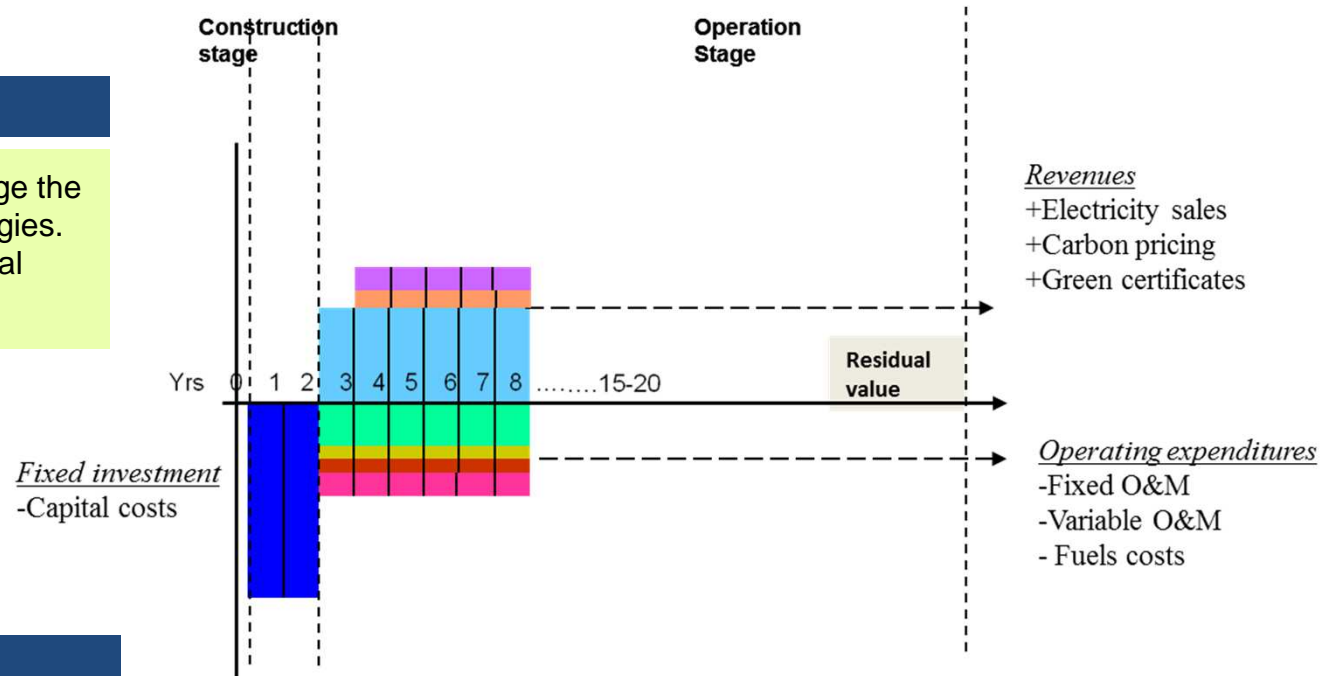 Construction
stage
Operation
Stage
ge the
gies.
al
Revenues
+Electricity sales
+Carbon pricing
+Green certificates
Residual
value
Yrs 0 1 2 3 4 5 6 7 8 ........15-20
Fixed investment
-Capital costs
Operating expenditures
-Fixed O&M
-Variable O&M
- Fuels costs